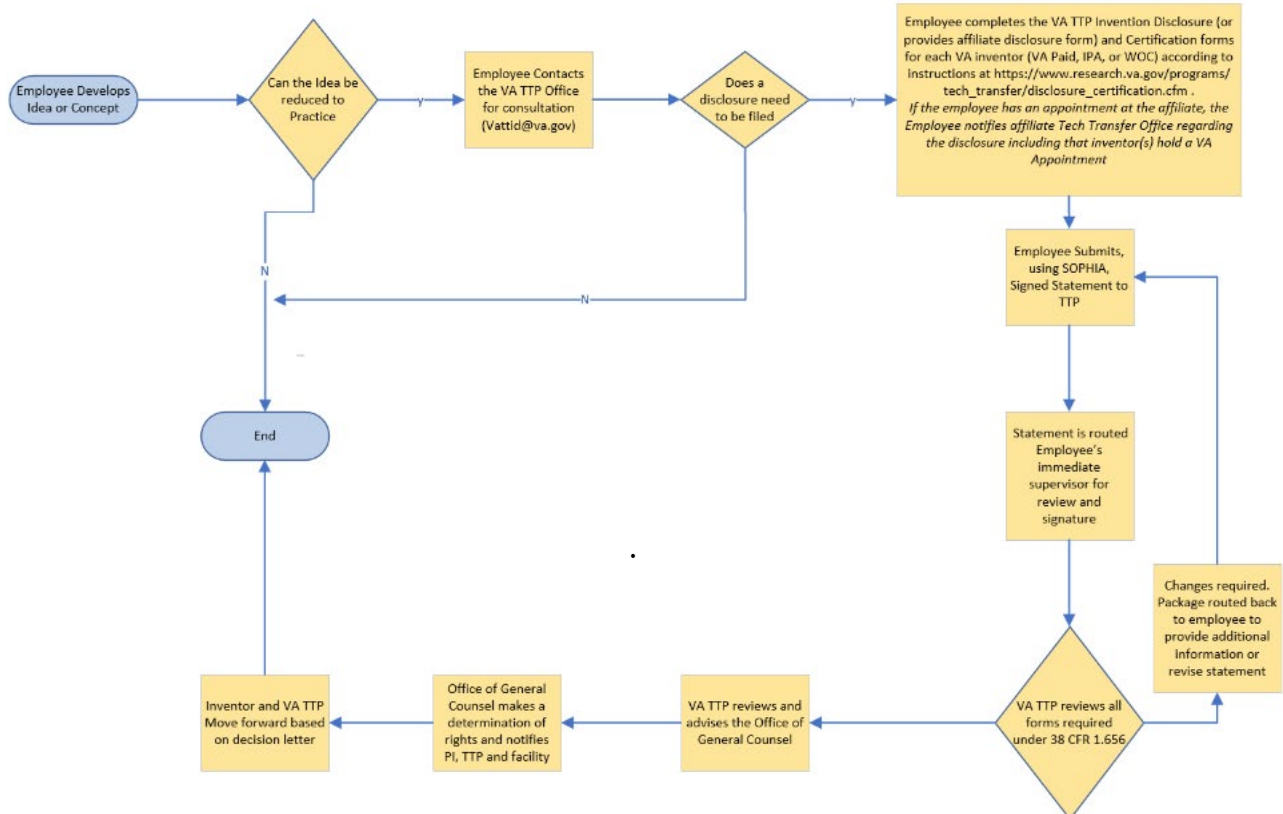 Employee Develops
Idea or Concept
Can the Idea be
reduced to
Practice
y
Employee Contacts
the VA TTP Office
for consultation
(Vattid@va.gov)
Does a
disclosure need
to be filed
y
Employee completes the VA TTP Invention Disclosure (or
provides affiliate disclosure form) and Certification forms
for each VA inventor (VA Paid, IPA, or WOC) according to
instructions at https://www.research.va.gov/programs/
tech_transfer/disclosure_certification.cfm .
If the employee has an appointment at the affiliate, the
Employee notifies affiliate Tech Transfer Office regarding
the disclosure including that inventor(s) hold a VA
Appointment
N
N
Employee Submits,
using SOPHIA,
Signed Statement to
TTP
End
Statement is routed
Employee's
immediate
supervisor for
review and
signature
Changes required.
Package routed back
to employee to
provide additional
information or
revise statement
VA TTP reviews all
forms required
under 38 CFR 1.656
VA TTP reviews and
advises the Office of
General Counsel
Office of General
Counsel makes a
determination of
rights and notifies
PI, TTP and facility
Inventor and VA TTP
Move forward based
on decision letter